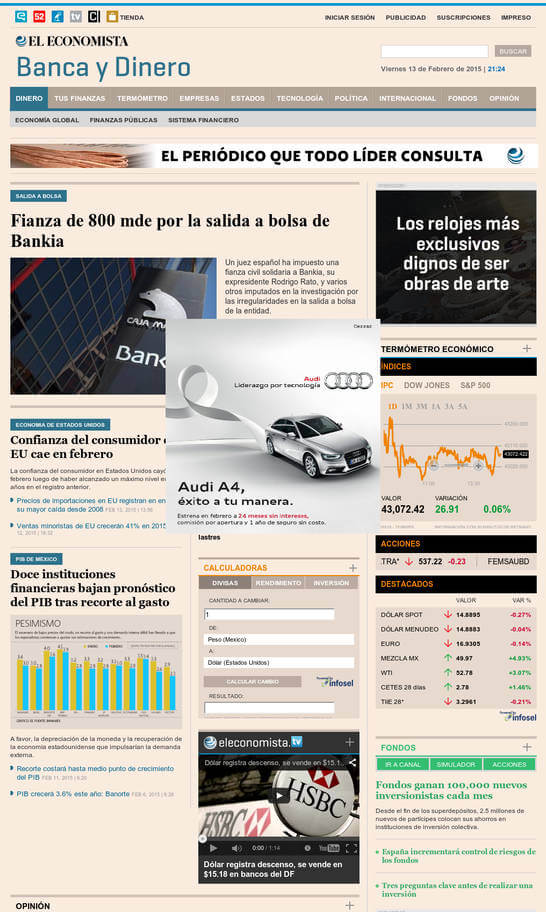 TIENDA
INICIAR SESIÓN PUBLICIDAD SUSCRIPCIONES IMPRESO
EL ECONOMISTA
Banca y Dinero
BUSCAR
Viernes 13 de Febrero de 2015 | 21:24
DINERO TUS FINANZAS TERMÓMETRO EMPRESAS ESTADOS TECNOLOGÍA POLÍTICA INTERNACIONAL FONDOS OPINIÓN
ECONOMÍA GLOBAL FINANZAS PÚBLICAS SISTEMA FINANCIERO
EL PERIÓDICO QUE TODO LÍDER CONSULTA
SALIDA A BOLSA
Fianza de 800 mde por la salida a bolsa de
Bankia
Un juez español ha impuesto una
fianza civil solidaria a Bankia, su
expresidente Rodrigo Rato, y varios
otros imputados en la investigación por
las irregularidades en la salida a bolsa
de la entidad.
CAJA MA
Bank
Los relojes más
exclusivos
dignos de ser
obras de arte
Cerrar
Audi
Liderazgo por tecnología
Audi A4,
éxito a tu manera.
Estrena en febrero a 24 meses sin intereses,
comisión por apertura y 1 año de seguro sin costo.
ECONOMIA DE ESTADOS UNIDOS
Confianza del consumidor
EU cae en febrero
La confianza del consumidor en Estados Unidos cayó
febrero luego de haber alcanzado un máximo nivel e
años en el registro anterior.
Precios de importaciones en EU registran en en
su mayor caída desde 2008 FEB 13, 2015
Ventas minoristas de EU crecerán 41% en 2015
12, 2015
lastres
PIB DE MÉXICO
Doce instituciones
financieras bajan pronóstico
del PIB tras recorte al gasto
PESIMISMO
A favor, la depreciación de la moneda y la recuperación de
la economía estadounidense que impulsarían la demanda
externa.
Recorte costará hasta medio punto de crecimiento
del PIB FEB 11, 2015
PIB crecerá 3.6% este año: Banorte FEB 6, 2015
CALCULADORAS
DIVISAS RENDIMIENTO INVERSIÓN
CANTIDAD A CAMBIAR:
1
DE:
Peso (Mexico)
A:
Dólar (Estados Unidos)
CALCULAR CAMBIO
RESULTADO:
infosel
eleconomista.tv
Dólar registra descenso, se vende en $15.1...
HSBC
HSBC
0:00 / 1:14
YouTube
Dólar registra descenso, se vende en
$15.18 en bancos del DF
TERMÓMETRO ECONÓMICO
ÍNDICES
IPC DOW JONES S&P 500
1D 1M 3M 1A 3A 5A
43072.422
11:00 13:30
VALOR VARIACIÓN
43,072.42 26.91 0.06%
ACCIONES
TRA* 537.22 -0.23 FEMSAUBD
DESTACADOS
VALOR VAR %
DÓLAR SPOT 14.8895 -0.27%
DÓLAR MENUDEO 14.8883 -0.04%
EURO 16.9305 -0.14%
MEZCLA MX 49.97 +4.93%
WTI 52.78 +3.07%
CETES 28 días 2.78 +1.46%
TIIE 28* 3.2961 -0.21%
infosel
FONDOS
IR A CANAL SIMULADOR ACCIONES
Fondos ganan 100,000 nuevos
inversionistas cada mes
Desde el fin de los superdepósitos, 2.5 millones de
nuevos de partícipes colocan sus ahorros en
instituciones de inversión colectiva.
España incrementará control de riesgos de
los fondos
Tres preguntas clave antes de realizar una
inversión
OPINIÓN